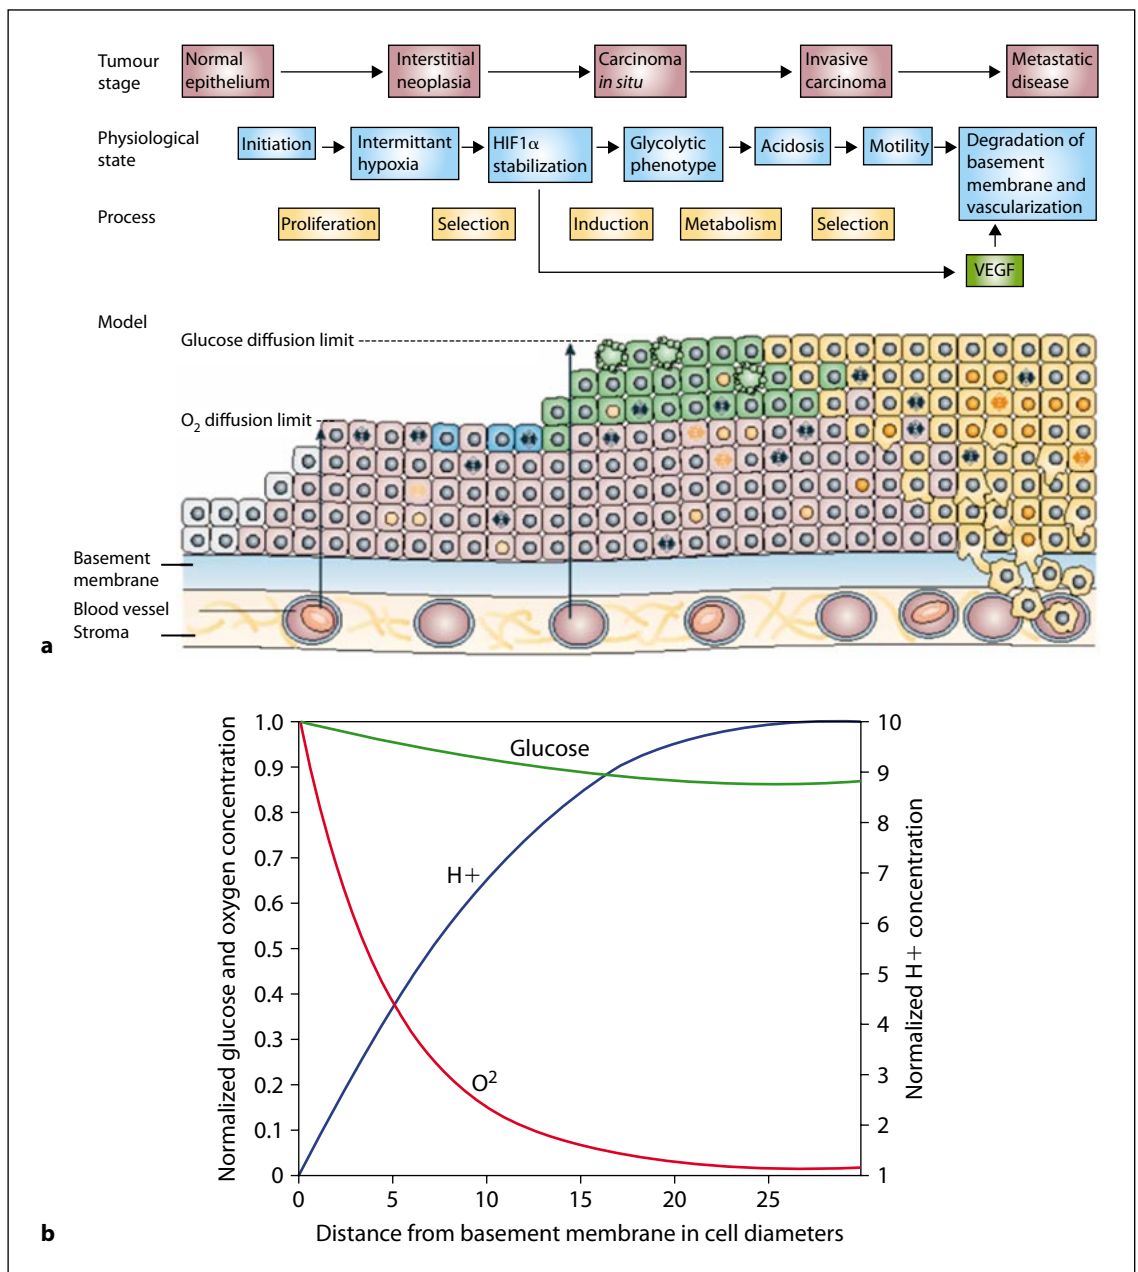 Tumour
stage
Normal
epithelium
Interstitial
neoplasia
Carcinoma
in situ
Invasive
carcinoma
Metastatic
disease
Physiological
state
Initiation
Intermittant
hypoxia
HIF1α
stabilization
Glycolytic
phenotype
Acidosis
Motility
Degradation of
basement
membrane and
vascularization
Process
Proliferation
Selection
Induction
Metabolism
Selection
VEGF
Model
Glucose diffusion limit
O2 diffusion limit
Basement
membrane
Blood vessel
Stroma
a
Normalized glucose and oxygen concentration
1.0
0.9
0.8
0.7
0.6
0.5
0.4
0.3
0.2
0.1
0
Glucose
H+
O2
10
9
8
7
6
5
4
3
2
1
Normalized H+ concentration
0 5 10 15 20 25
Distance from basement membrane in cell diameters
b